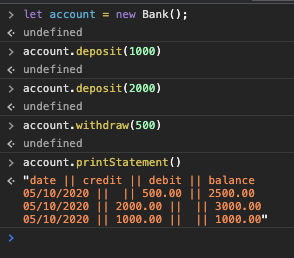 > let account = new Bank();
<· undefined
> account.deposit(1000)
<· undefined
> account.deposit(2000)
<· undefined
> account.withdraw(500)
<· undefined
> account.printStatement()
<· "date || credit || debit || balance
05/10/2020 ||  || 500.00 || 2500.00
05/10/2020 || 2000.00 ||  || 3000.00
05/10/2020 || 1000.00 ||  || 1000.00"
>